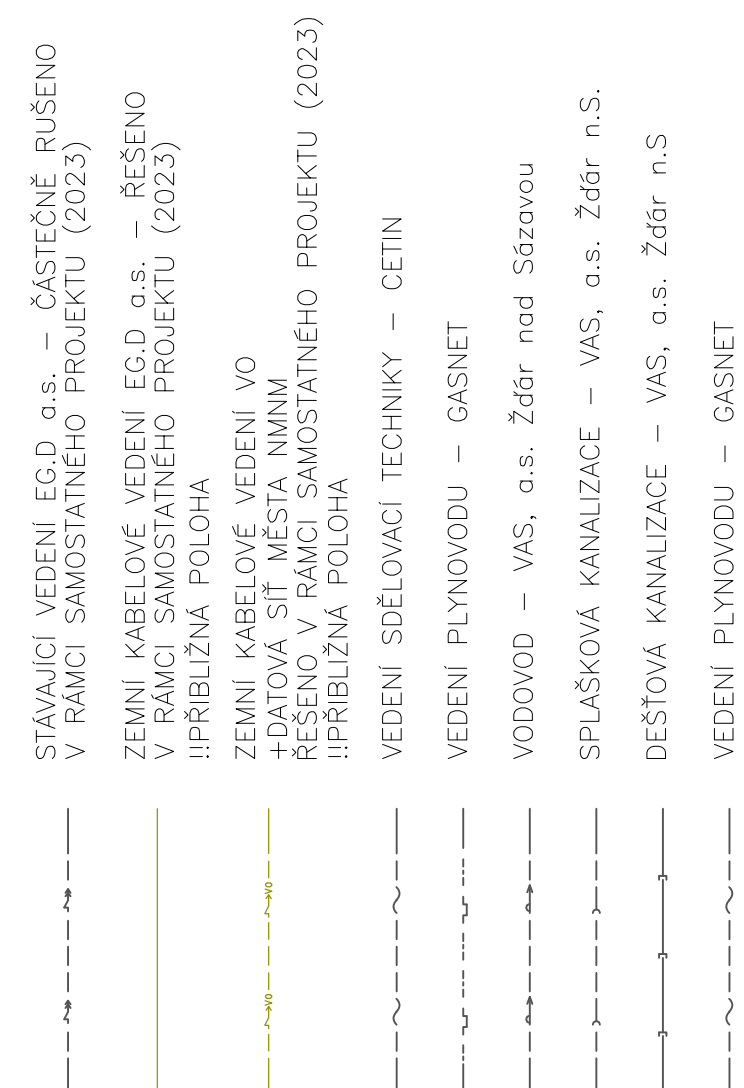 STÁVAJÍCÍ VEDENÍ EG.D a.s. – ČÁSTEČNĚ RUŠENO
V RÁMCI SAMOSTATNÉHO PROJEKTU (2023)
ZEMNÍ KABELOVÉ VEDENÍ EG.D a.s. – ŘEŠENO
V RÁMCI SAMOSTATNÉHO PROJEKTU (2023)
!!PŘIBLIŽNÁ POLOHA
ZEMNÍ KABELOVÉ VEDENÍ VO
+DATOVÁ SÍŤ MĚSTA NMNM
ŘEŠENO V RÁMCI SAMOSTATNÉHO PROJEKTU (2023)
!!PŘIBLIŽNÁ POLOHA
VO
VO
VEDENÍ SDĚLOVACÍ TECHNIKY – CETIN
VEDENÍ PLYNOVODU – GASNET
VODOVOD – VAS, a.s. Žďár nad Sázavou
SPLAŠKOVÁ KANALIZACE – VAS, a.s. Žďár n.S.
DEŠŤOVÁ KANALIZACE – VAS, a.s. Žďár n.S
VEDENÍ PLYNOVODU – GASNET